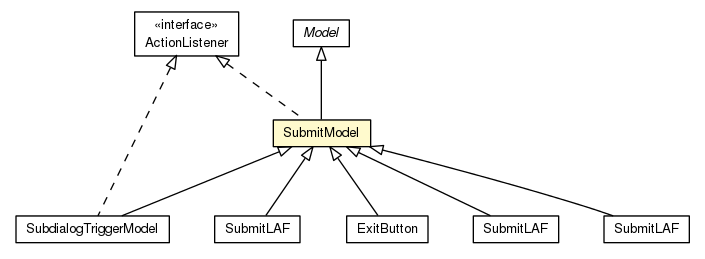 «interface»
ActionListener
Model
SubmitModel
SubdialogTriggerModel
SubmitLAF
ExitButton
SubmitLAF
SubmitLAF